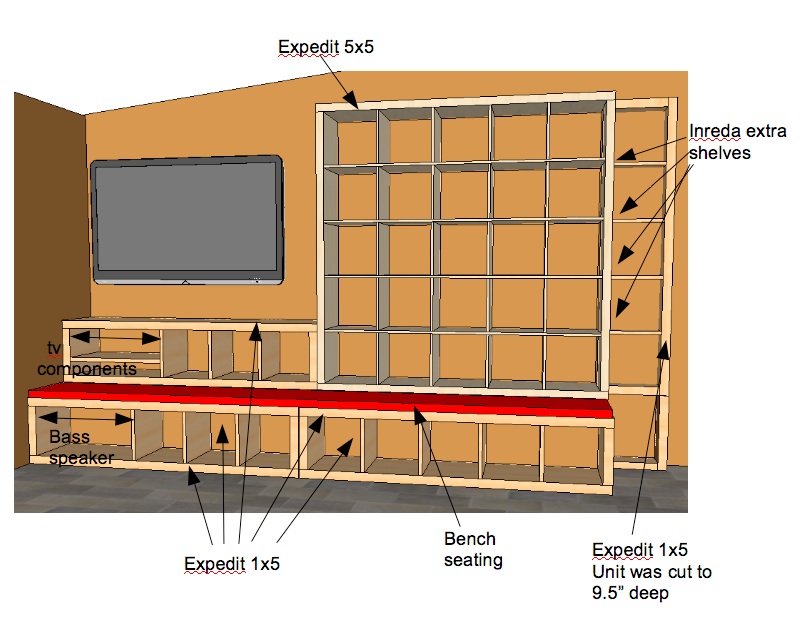 Expedit 5x5
Inreda extra
shelves
tv
components
Bass
speaker
Expedit 1x5
Bench
seating
Expedit 1x5
Unit was cut to
9.5” deep